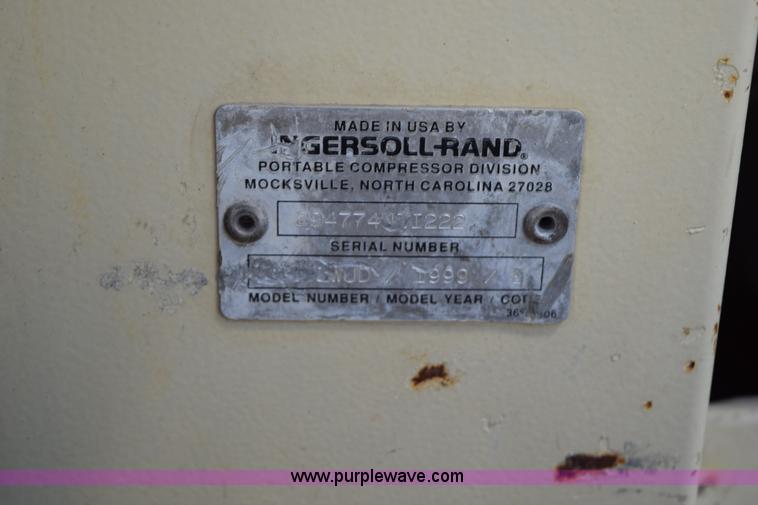 MADE IN USA BY
INGERSOLL-RAND®
PORTABLE COMPRESSOR DIVISION
MOCKSVILLE, NORTH CAROLINA 27028
SERIAL NUMBER
/ 1999 /
MODEL NUMBER / MODEL YEAR / CODE
www.purplewave.com